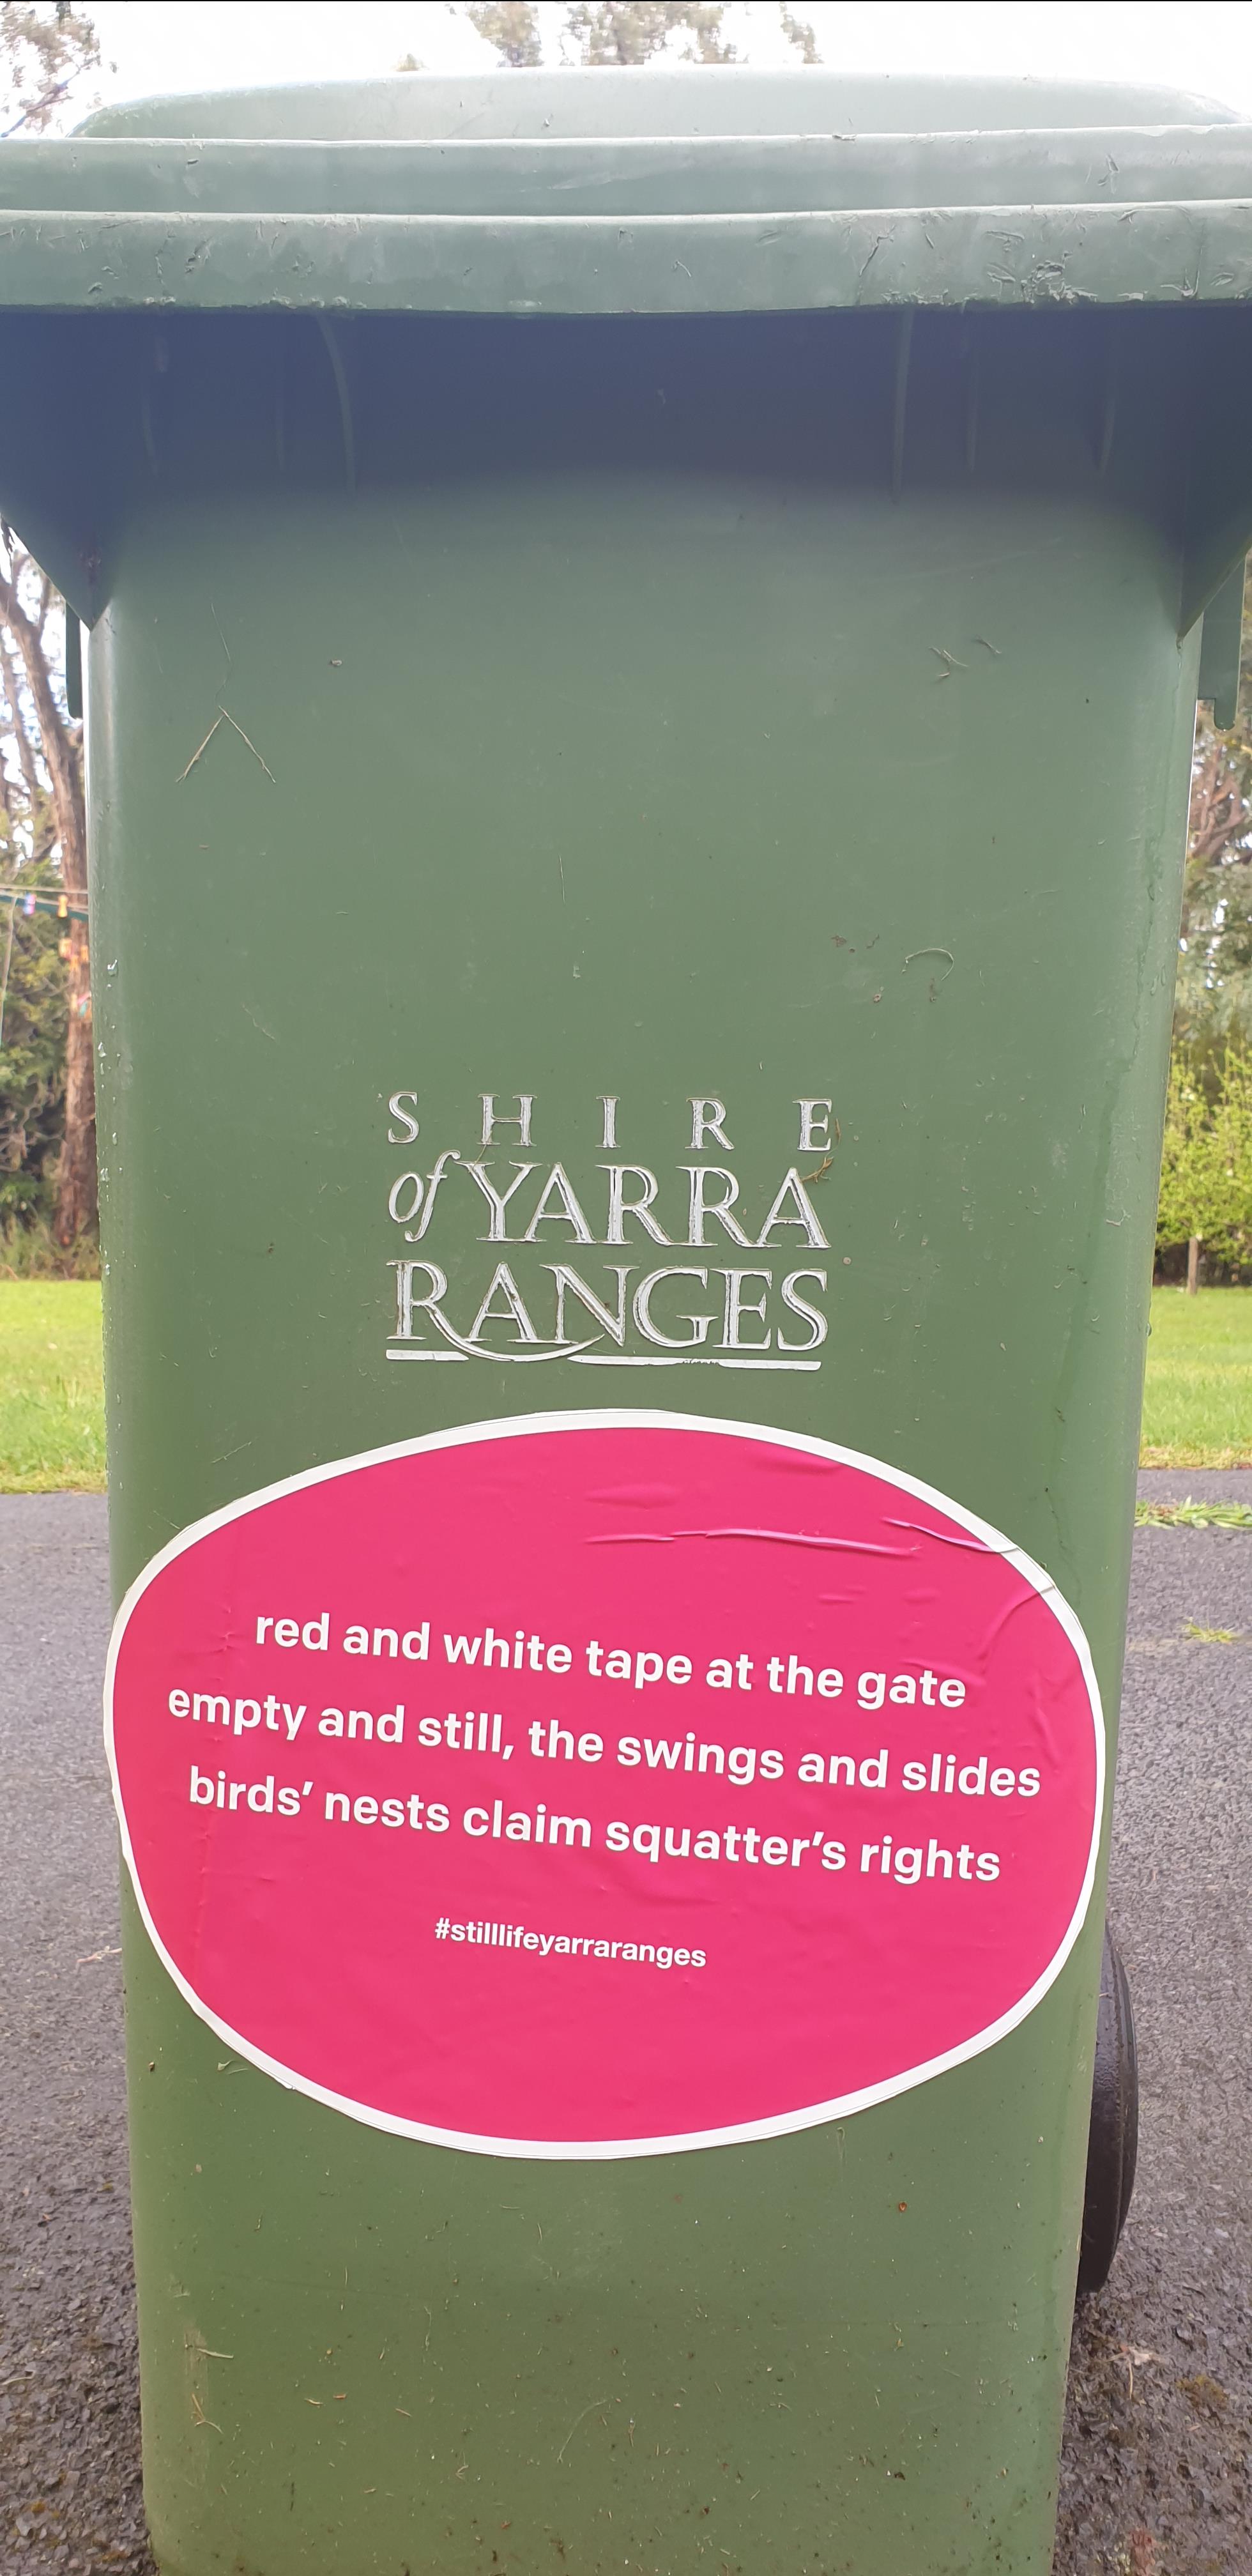 SHIRE
of YARRA
RANGES
red and white tape at the gate
empty and still, the swings and slides
birds’ nests claim squatter’s rights
#stilllifeyarraranges